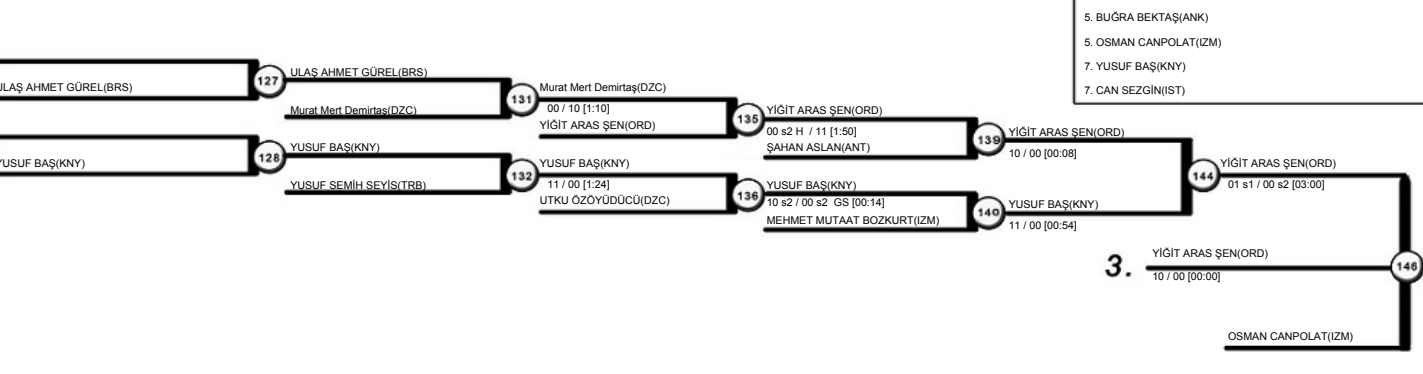 5. BUĞRA BEKTAŞ(ANK)
5. OSMAN CANPOLAT(IZM)
7. YUSUF BAŞ(KNY)
7. CAN SEZGİN(IST)
ULAŞ AHMET GÜREL(BRS)
127
ULAŞ AHMET GÜREL(BRS)
Murat Mert Demirtaş(DZC)
131
Murat Mert Demirtaş(DZC)
00 / 10 [1:10]
YİĞİT ARAS ŞEN(ORD)
135
YİĞİT ARAS ŞEN(ORD)
00 s2 H / 11 [1:50]
ŞAHAN ASLAN(ANT)
139
YİĞİT ARAS ŞEN(ORD)
10 / 00 [00:08]
YUSUF BAŞ(KNY)
128
YUSUF BAŞ(KNY)
YUSUF SEMİH SEYİS(TRB)
132
YUSUF BAŞ(KNY)
11 / 00 [1:24]
UTKU ÖZÖYÜDÜCÜ(DZC)
136
YUSUF BAŞ(KNY)
10 s2 / 00 s2 GS [00:14]
MEHMET MUTAAT BOZKURT(IZM)
140
YUSUF BAŞ(KNY)
11 / 00 [00:54]
144
YİĞİT ARAS ŞEN(ORD)
01 s1 / 00 s2 [03:00]
3.
YİĞİT ARAS ŞEN(ORD)
10 / 00 [00:00]
146
OSMAN CANPOLAT(IZM)